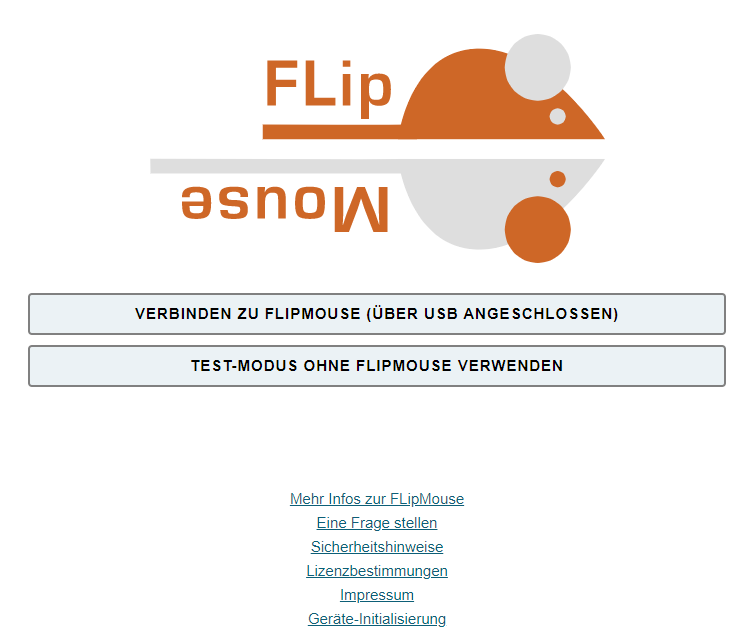 FLip
Mouse
VERBINDEN ZU FLIPMOUSE (ÜBER USB ANGESCHLOSSEN)
TEST-MODUS OHNE FLIPMOUSE VERWENDEN
Mehr Infos zur FLipMouse
Eine Frage stellen
Sicherheitshinweise
Lizenzbestimmungen
Impressum
Geräte-Initialisierung